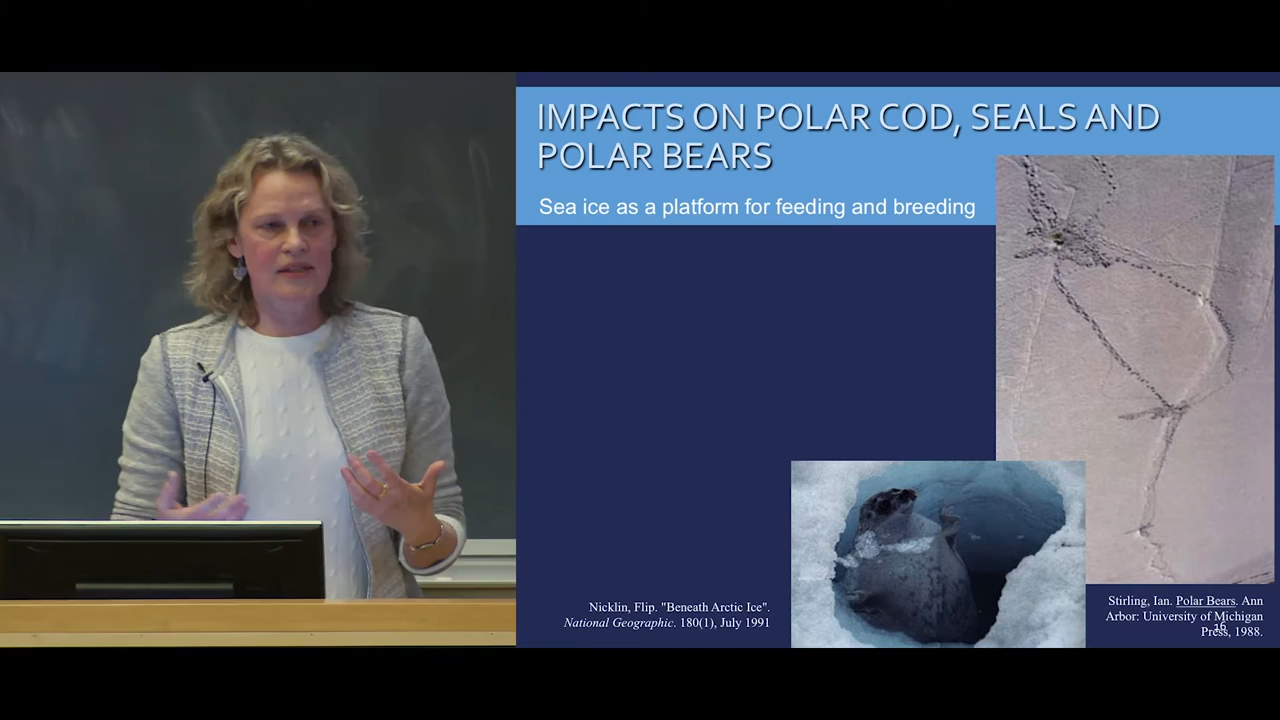 IMPACTS ON POLAR COD, SEALS AND
POLAR BEARS
Sea ice as a platform for feeding and breeding
Nicklin, Flip. "Beneath Arctic Ice".
National Geographic. 180(1), July 1991
Stirling, Ian. Polar Bears. Ann
Arbor: University of Michigan
Press, 1988.
16